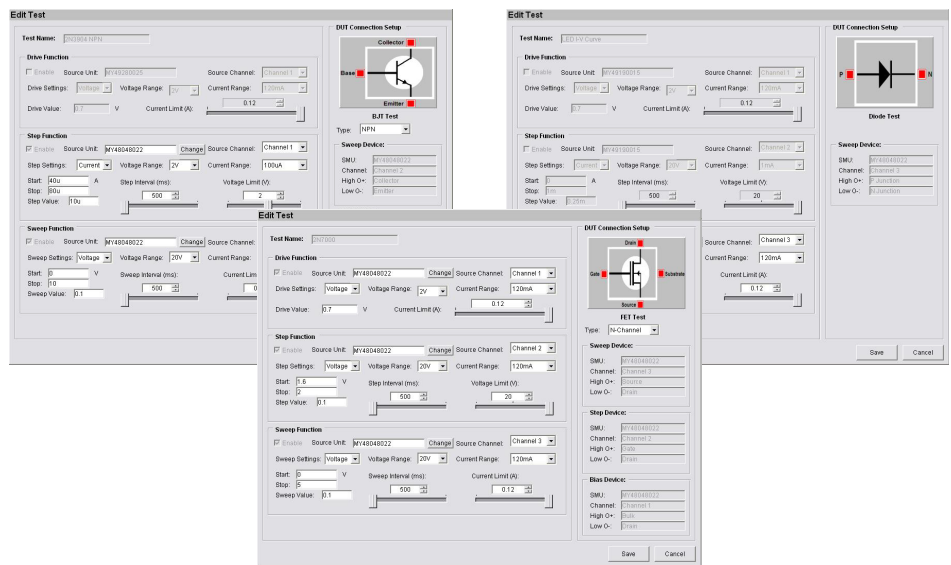 Edit Test
Test Name: 2N3904 NPN
Drive Function
Enable Source Unit: MY49280025 Source Channel: Channel 1
Drive Settings: Voltage Voltage Range: 2V Current Range: 120mA
Drive Value: 0.7 V Current Limit (A): 0.12
Step Function
Enable Source Unit: MY48048022 Change Source Channel: Channel 1
Step Settings: Current Voltage Range: 2V Current Range: 100uA
Start: 40u A Step Interval (ms): Voltage Limit (V):
Stop: 80u 500 2
Step Value: 10u
Sweep Function
Enable Source Unit: MY48048022 Change Source Channel:
Sweep Settings: Voltage Voltage Range: 20V Current Range:
Start: 0 V Sweep Interval (ms): Current Lim
Stop: 10 500 0
Sweep Value: 0.1
DUT Connection Setup
Collector
Base
Emitter
BJT Test
Type: NPN
Sweep Device:
SMU: MY48048022
Channel: Channel 2
High O+: Collector
Low O-: Emitter
Edit Test
Test Name: LED I-V Curve
Drive Function
Enable Source Unit: MY49190015 Source Channel: Channel 1
Drive Settings: Voltage Voltage Range: 2V Current Range: 120mA
Drive Value: 0.7 V Current Limit (A): 0.12
Step Function
Enable Source Unit: MY49190015 Source Channel: Channel 2
Step Settings: Current Voltage Range: 20V Current Range: 1mA
Start: 0 A Step Interval (ms): Voltage Limit (V):
Stop: 1m 500 20
Step Value: 0.25m
Source Channel: Channel 3
Current Range: 120mA
Current Limit (A):
0.12
DUT Connection Setup
P N
Diode Test
Sweep Device:
SMU: MY48048022
Channel: Channel 3
High O+: P Junction
Low O-: N Junction
Save Cancel
Edit Test
Test Name: 2N7000
Drive Function
Enable Source Unit: MY48048022 Change Source Channel: Channel 1
Drive Settings: Voltage Voltage Range: 2V Current Range: 120mA
Drive Value: 0.7 V Current Limit (A): 0.12
Step Function
Enable Source Unit: MY48048022 Change Source Channel: Channel 2
Step Settings: Voltage Voltage Range: 20V Current Range: 120mA
Start: 1.6 V Step Interval (ms): Voltage Limit (V):
Stop: 2 500 20
Step Value: 0.1
Sweep Function
Enable Source Unit: MY48048022 Change Source Channel: Channel 3
Sweep Settings: Voltage Voltage Range: 20V Current Range: 120mA
Start: 0 V Sweep Interval (ms): Current Limit (A):
Stop: 5 500 0.12
Sweep Value: 0.1
DUT Connection Setup
Drain
Gate Substrate
Source
FET Test
Type: N-Channel
Sweep Device:
SMU: MY48048022
Channel: Channel 3
High O+: Source
Low O-: Drain
Step Device:
SMU: MY48048022
Channel: Channel 2
High O+: Gate
Low O-: Drain
Bias Device:
SMU: MY48048022
Channel: Channel 1
High O+: Bulk
Low O-: Drain
Save Cancel